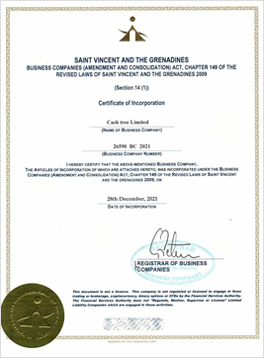 SAINT VINCENT AND THE GRENADINES
BUSINESS COMPANIES (AMENDMENT AND CONSOLIDATION) ACT, CHAPTER 149 OF THE
REVISED LAWS OF SAINT VINCENT AND THE GRENADINES 2009
(Section 14 (1))
Certificate of Incorporation
Cash tree Limited
(NAME OF BUSINESS COMPANY)
26590 BC 2021
(BUSINESS COMPANY NUMBER)
I HEREBY CERTIFY THAT THE ABOVE-MENTIONED BUSINESS COMPANY,
THE ARTICLES OF INCORPORATION OF WHICH ARE ATTACHED HERETO, WAS INCORPORATED UNDER THE BUSINESS
COMPANIES (AMENDMENT AND CONSOLIDATION) ACT, CHAPTER 149 OF THE REVISED LAWS OF SAINT VINCENT
AND THE GRENADINES 2009, ON
28th December, 2021
DATE OF INCORPORATION
REGISTRAR OF BUSINESS
COMPANIES
This document is not a licence. This company is not registered or licensed to engage in forex
trading or brokerage, cryptocurrency, binary options or EFTs by the Financial Services Authority.
The Financial Services Authority does not "Regulate, Monitor, Supervise or License" Limited
Liability Companies which are engaged in these activities.